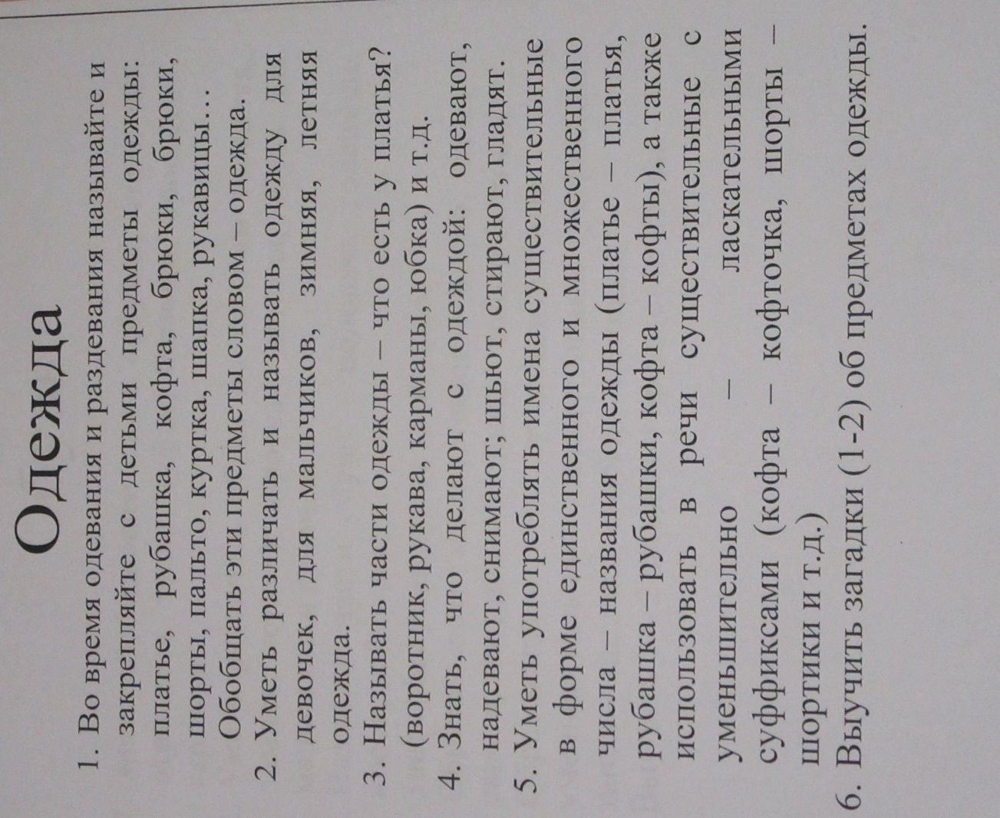 Одежда
1. Во время одевания и раздевания называйте и
закрепляйте с детьми предметы одежды:
платье, рубашка, кофта, брюки, брюки,
шорты, пальто, куртка, шапка, рукавицы…
Обобщать эти предметы словом – одежда.
2. Уметь различать и называть одежду для
девочек, для мальчиков, зимняя, летняя
одежда.
3. Называть части одежды – что есть у платья?
(воротник, рукава, карманы, юбка) и т.д.
4. Знать, что делают с одеждой: одевают,
надевают, снимают; шьют, стирают, гладят.
5. Уметь употреблять имена существительные
в форме единственного и множественного
числа – названия одежды (платье – платья,
рубашка – рубашки, кофта – кофты), а также
использовать в речи существительные с
уменьшительно – ласкательными
суффиксами (кофта – кофточка, шорты –
шортики и т.д.)
6. Выучить загадки (1-2) об предметах одежды.